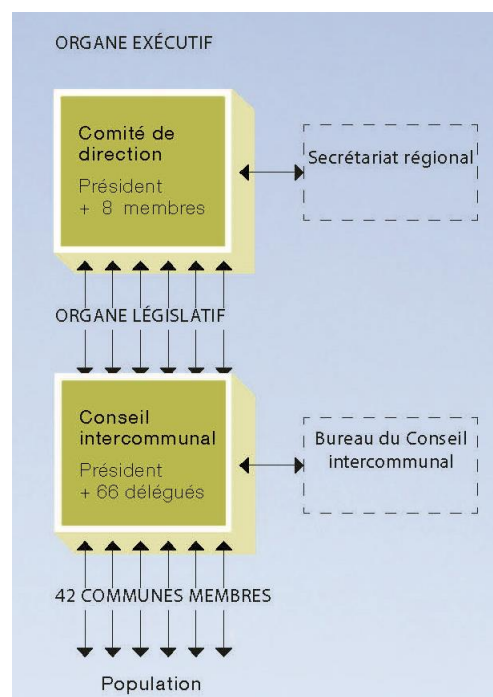 ORGANE EXÉCUTIF
Comité de
direction
Président
+ 8 membres
Secrétariat régional
ORGANE LÉGISLATIF
Conseil
intercommunal
Président
+ 66 délégués
Bureau du Conseil
intercommunal
42 COMMUNES MEMBRES
Population